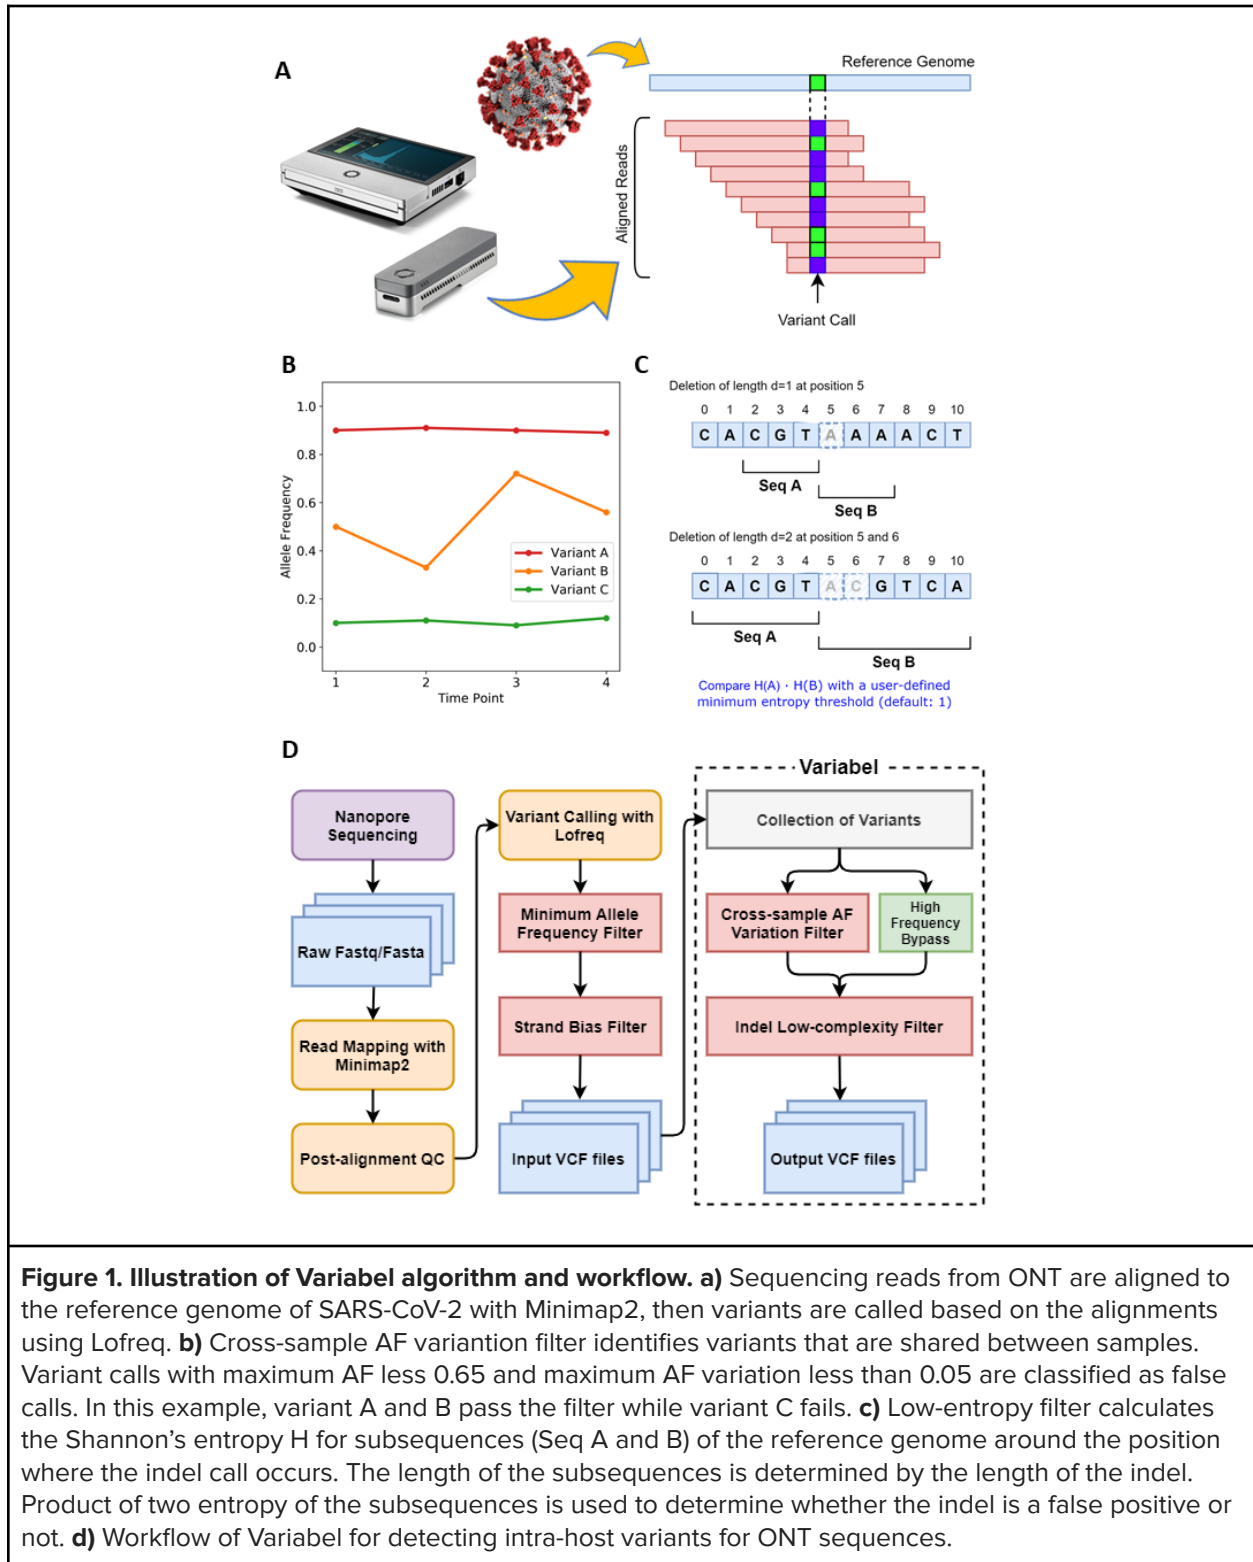 A
Reference Genome
Aligned Reads
Variant Call
B
1.0
0.8
0.6
0.4
0.2
0.0
Allele Frequency
Variant A
Variant B
Variant C
1 2 3 4
Time Point
C
Deletion of length d=1 at position 5
0 1 2 3 4 5 6 7 8 9 10
C A C G T A A A A C T
Seq A
Seq B
Deletion of length d=2 at position 5 and 6
0 1 2 3 4 5 6 7 8 9 10
C A C G T A C G T C A
Seq A
Seq B
Compare H(A) · H(B) with a user-defined
minimum entropy threshold (default: 1)
D
Nanopore
Sequencing
Raw Fastq/Fasta
Read Mapping with
Minimap2
Post-alignment QC
Variant Calling with
Lofreq
Minimum Allele
Frequency Filter
Strand Bias Filter
Input VCF files
Variabel
Collection of Variants
Cross-sample AF
Variation Filter
High
Frequency
Bypass
Indel Low-complexity Filter
Output VCF files
Figure 1. Illustration of Variabel algorithm and workflow. a) Sequencing reads from ONT are aligned to
the reference genome of SARS-CoV-2 with Minimap2, then variants are called based on the alignments
using Lofreq. b) Cross-sample AF variantion filter identifies variants that are shared between samples.
Variant calls with maximum AF less 0.65 and maximum AF variation less than 0.05 are classified as false
calls. In this example, variant A and B pass the filter while variant C fails. c) Low-entropy filter calculates
the Shannon’s entropy H for subsequences (Seq A and B) of the reference genome around the position
where the indel call occurs. The length of the subsequences is determined by the length of the indel.
Product of two entropy of the subsequences is used to determine whether the indel is a false positive or
not. d) Workflow of Variabel for detecting intra-host variants for ONT sequences.